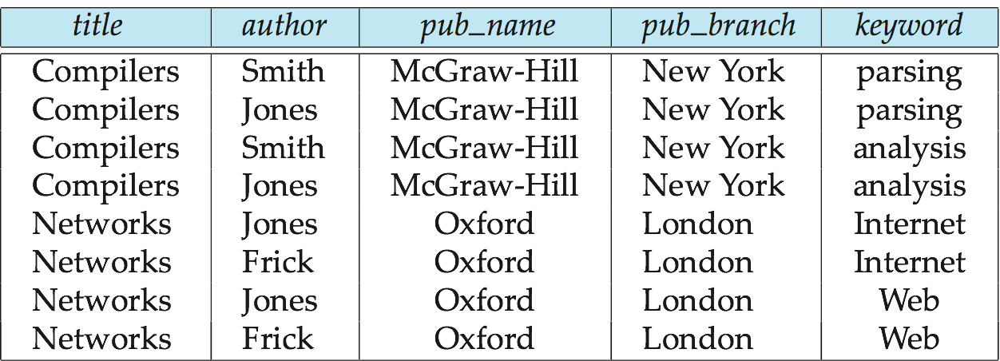 title author pub_name pub_branch keyword
Compilers Smith McGraw-Hill New York parsing
Compilers Jones McGraw-Hill New York parsing
Compilers Smith McGraw-Hill New York analysis
Compilers Jones McGraw-Hill New York analysis
Networks Jones Oxford London Internet
Networks Frick Oxford London Internet
Networks Jones Oxford London Web
Networks Frick Oxford London Web